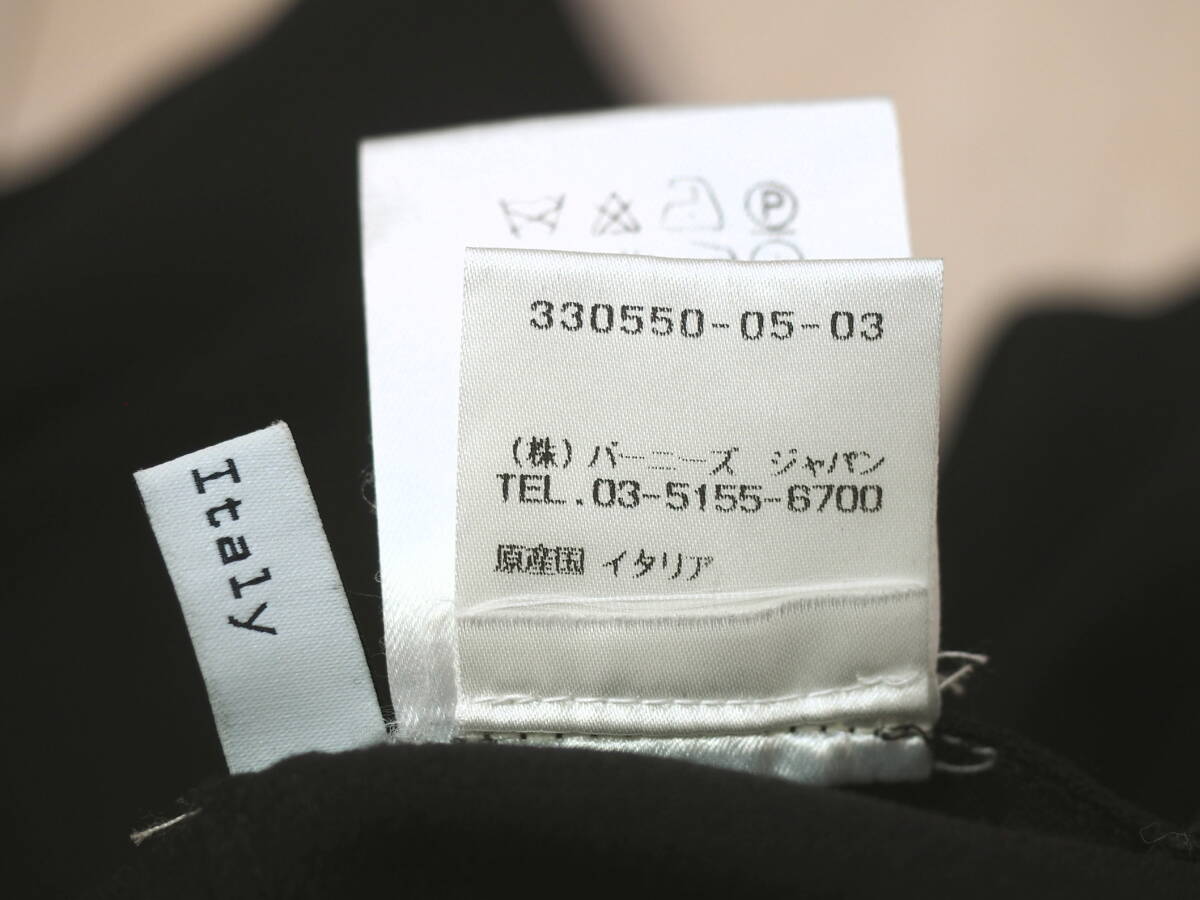 P
330550-05-03
(株)バーニーズ ジャパン
TEL.03-5155-6700
原産国 イタリア
Italy